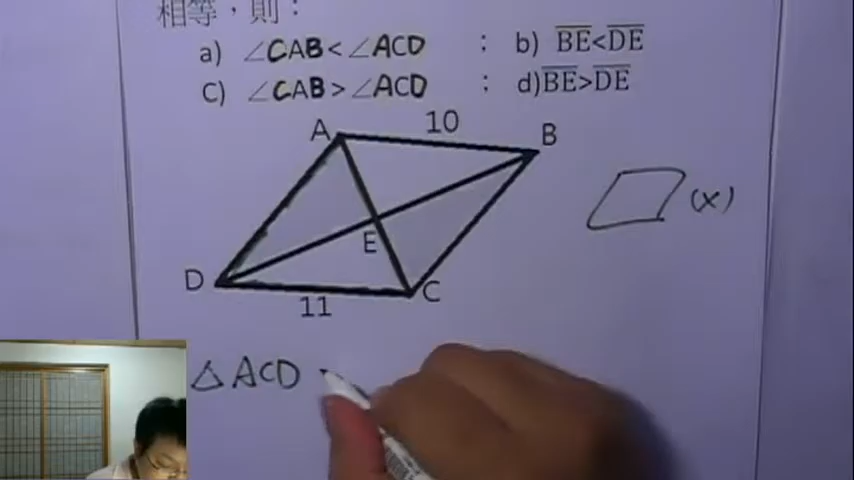 相等，則：
a) ∠CAB<∠ACD : b) BE<DE
C) ∠CAB>∠ACD : d)BE>DE
A 10 B
(x)
E
D C
11
△ACD